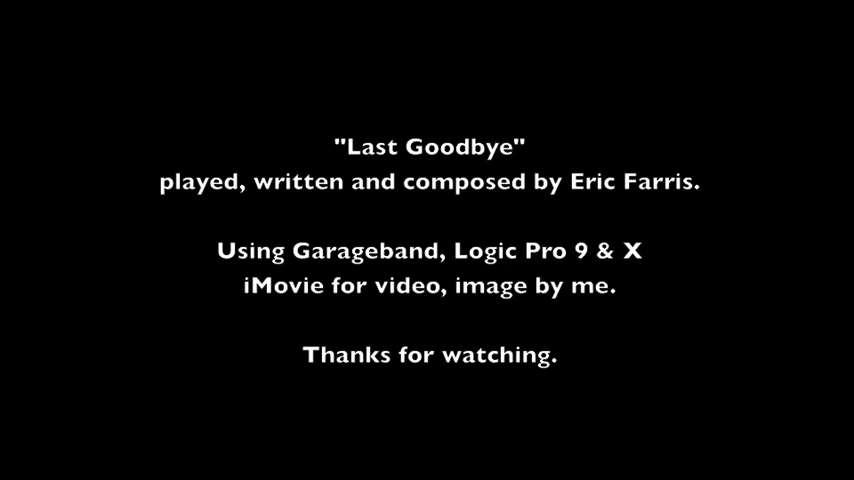 "Last Goodbye"
played, written and composed by Eric Farris.
Using Garageband, Logic Pro 9 & X
iMovie for video, image by me.
Thanks for watching.